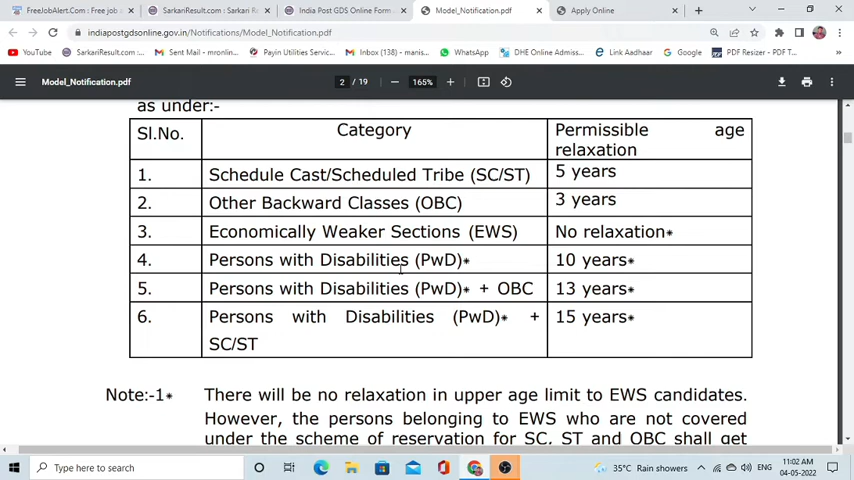 FreeJobAlert.Com : Free job a
SarkariResult.com : Sarkari R
India Post GDS Online Form
Model_Notification.pdf
Apply Online
indiapostgdsonline.gov.in/Notifications/Model_Notification.pdf
YouTube
SarkariResult.com :...
Sent Mail - mronlin...
Payin Utilities Servic...
Inbox (138) - manis...
WhatsApp
DHE Online Admiss...
Link Aadhaar
Google
PDF Resizer - PDF T...
Model_Notification.pdf
2 / 19
165%
as under:-
Sl.No.
Category
Permissible age
relaxation
1.
Schedule Cast/Scheduled Tribe (SC/ST)
5 years
2.
Other Backward Classes (OBC)
3 years
3.
Economically Weaker Sections (EWS)
No relaxation*
4.
Persons with Disabilities (PwD)*
10 years*
5.
Persons with Disabilities (PwD)* + OBC
13 years*
6.
Persons with Disabilities (PwD)* +
SC/ST
15 years*
Note:-1* There will be no relaxation in upper age limit to EWS candidates.
However, the persons belonging to EWS who are not covered
under the scheme of reservation for SC, ST and OBC shall get
Type here to search
35°C Rain showers
ENG
11:02 AM
04-05-2022